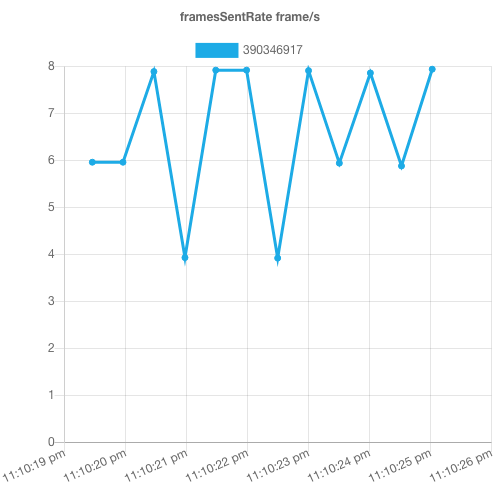 framesSentRate frame/s
390346917
8
7
6
5
4
3
2
1
0
11:10:19 pm
11:10:20 pm
11:10:21 pm
11:10:22 pm
11:10:23 pm
11:10:24 pm
11:10:25 pm
11:10:26 pm